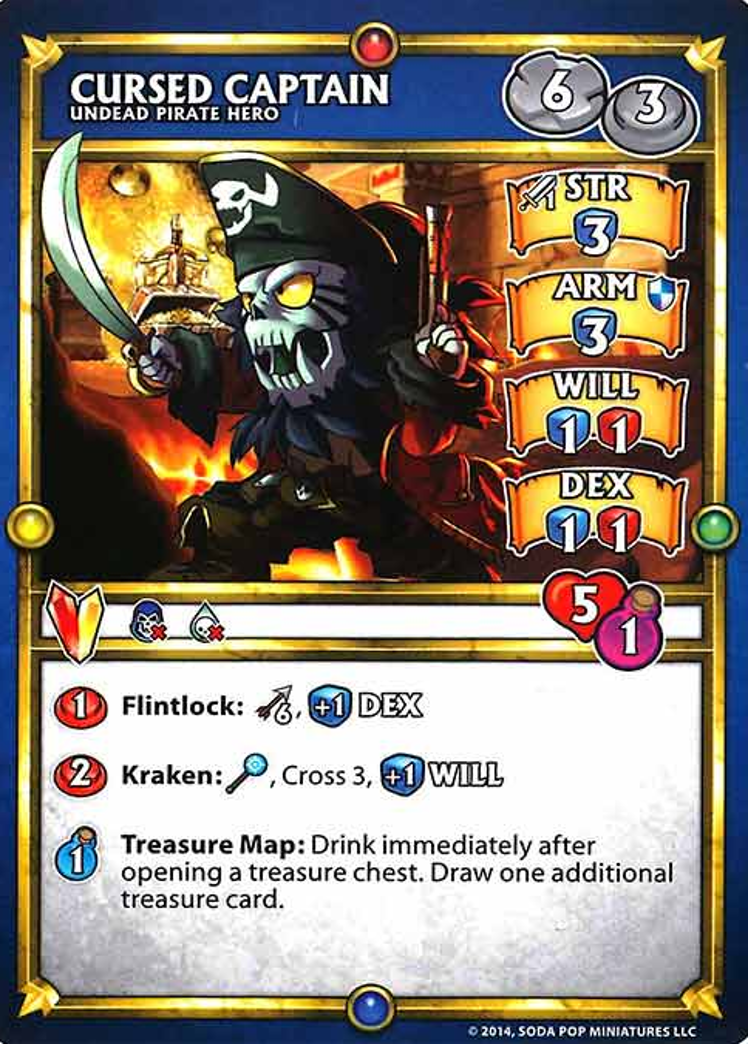 CURSED CAPTAIN
UNDEAD PIRATE HERO
6 3
STR
3
ARM
3
WILL
1 1
DEX
1 1
5
1
1 Flintlock: 6, +1 DEX
2 Kraken: , Cross 3, +1 WILL
1 Treasure Map: Drink immediately after
opening a treasure chest. Draw one additional
treasure card.
© 2014, SODA POP MINIATURES LLC